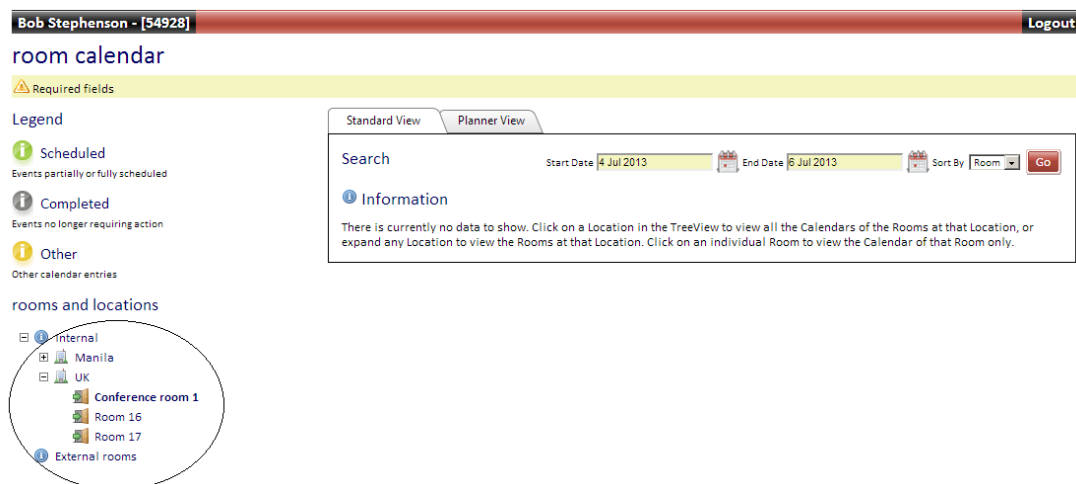 Bob Stephenson - [54928]
Logout
room calendar
Required fields
Legend
Scheduled
Events partially or fully scheduled
Completed
Events no longer requiring action
Other
Other calendar entries
rooms and locations
Internal
Manila
UK
Conference room 1
Room 16
Room 17
External rooms
Standard View
Planner View
Search
Start Date 4 Jul 2013 End Date 6 Jul 2013 Sort By Room Go
Information
There is currently no data to show. Click on a Location in the TreeView to view all the Calendars of the Rooms at that Location, or
expand any Location to view the Rooms at that Location. Click on an individual Room to view the Calendar of that Room only.